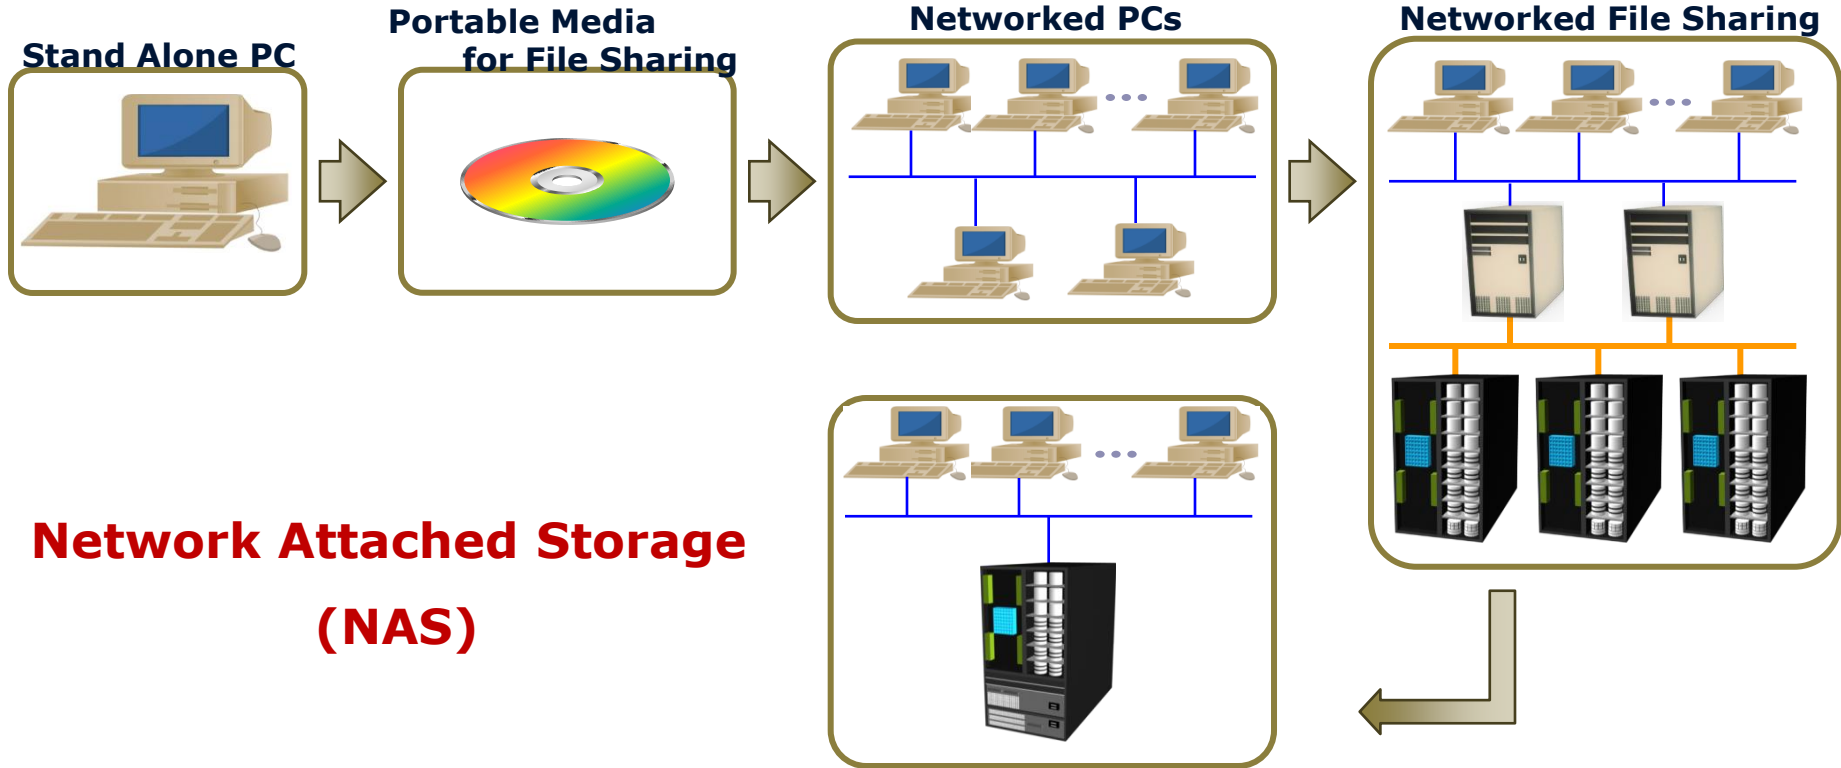 Stand Alone PC
Portable Media
for File Sharing
Networked PCs
Networked File Sharing
Network Attached Storage
(NAS)